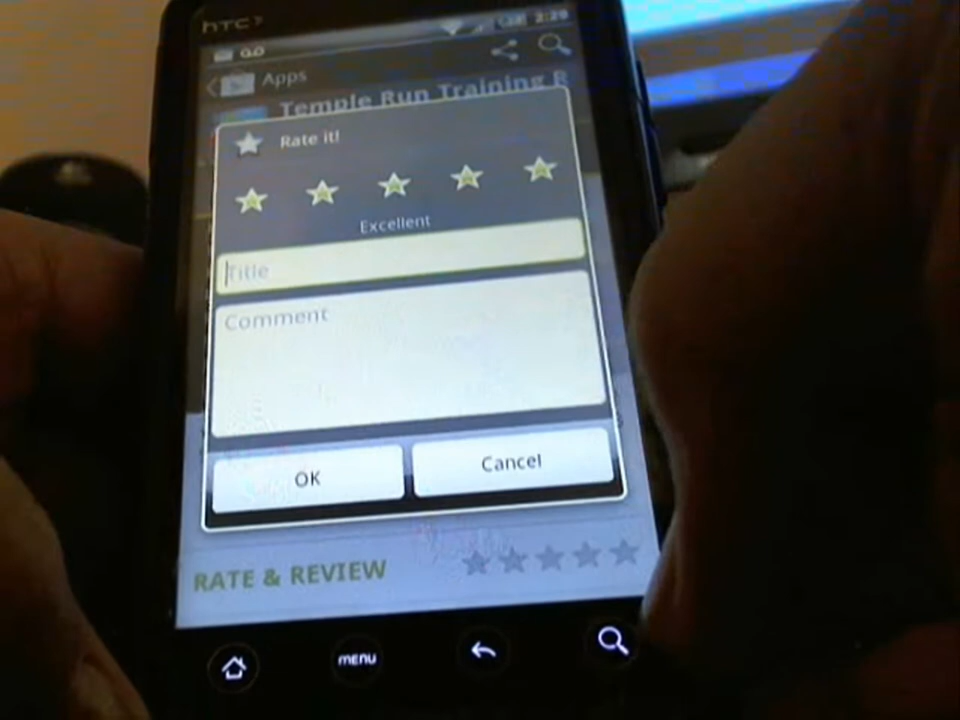 hTC
2:29
Apps
Temple Run Training R
Rate it!
Excellent
Title
Comment
OK
Cancel
RATE & REVIEW
menu